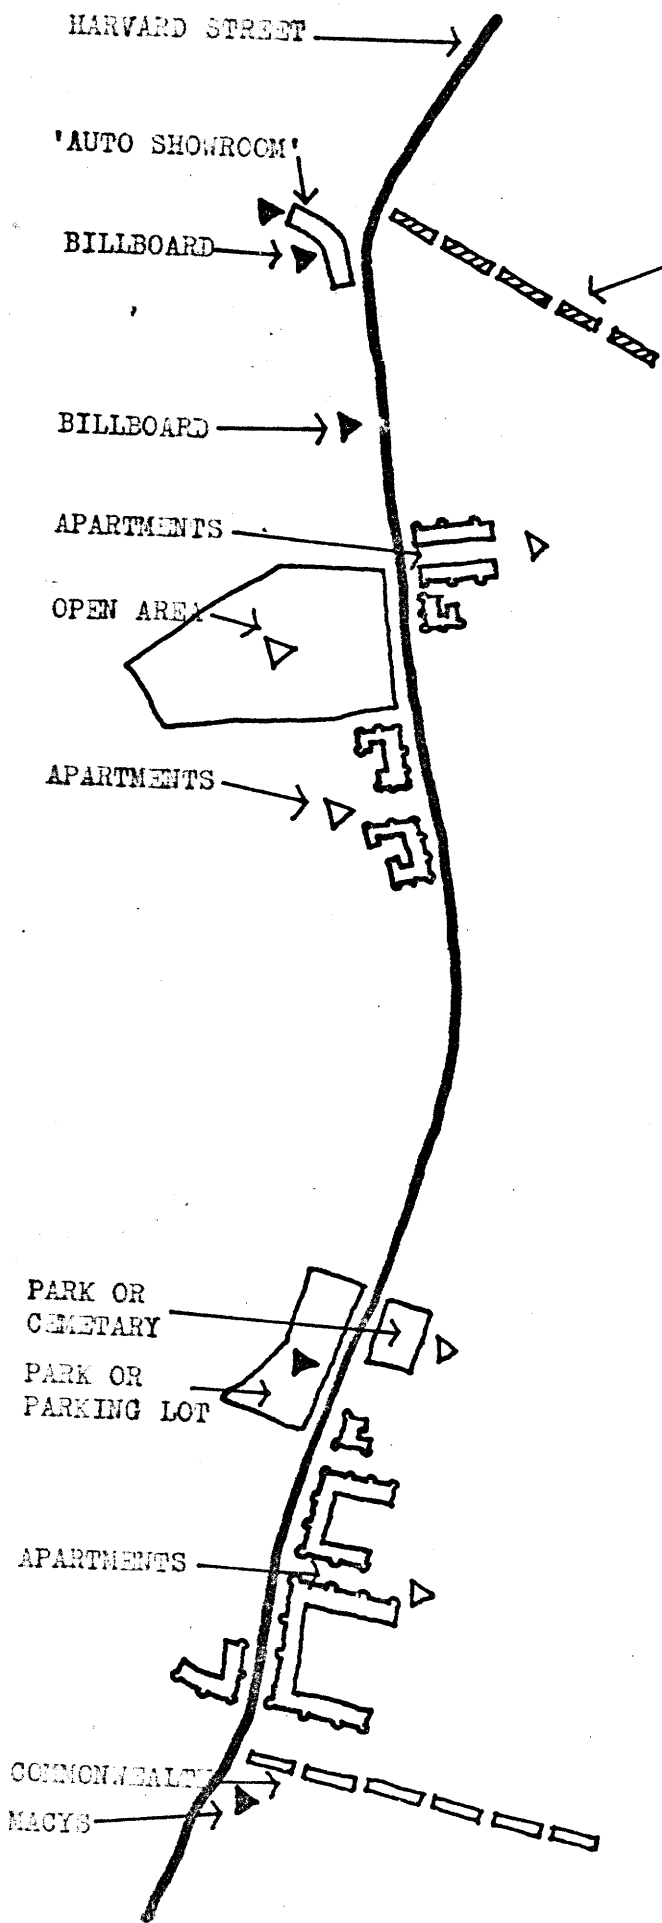 HARVARD STREET
'AUTO SHOWROOM'
BILLBOARD
BILLBOARD
APARTMENTS
OPEN AREA
APARTMENTS
PARK OR
CEMETARY
PARK OR
PARKING LOT
APARTMENTS
COMMONWEALTH
MACYS